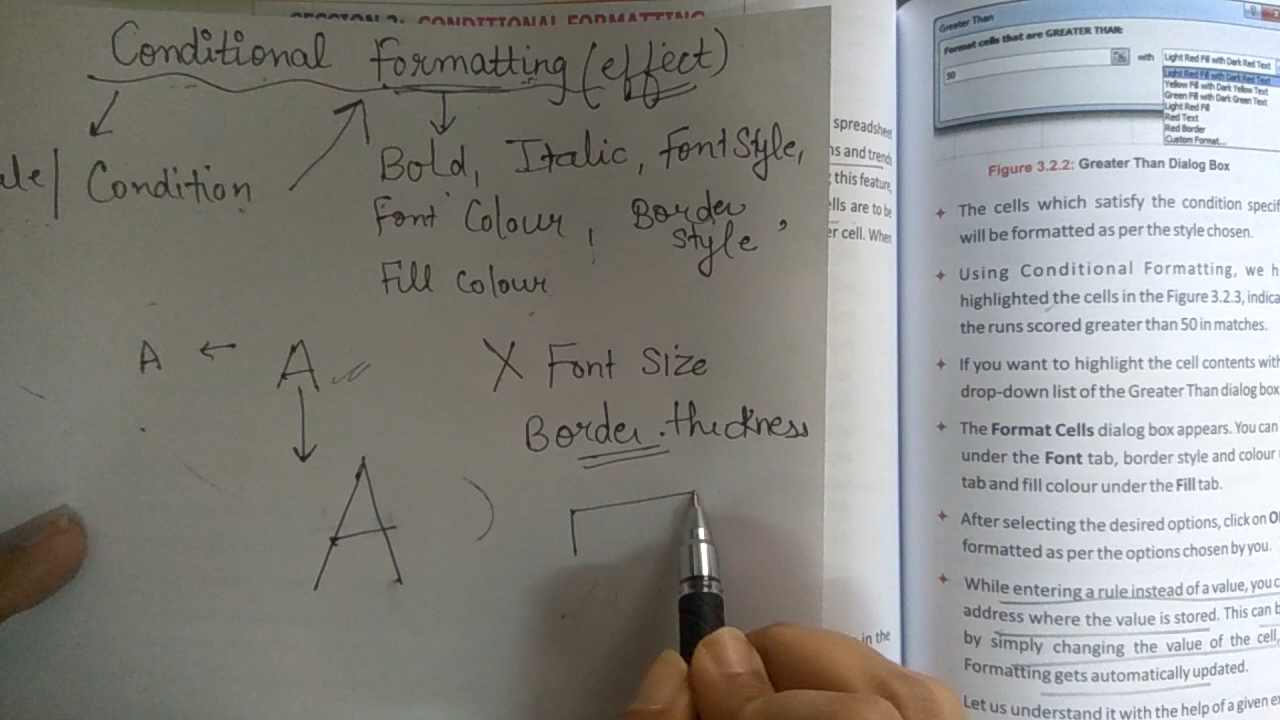 SESSION 2: CONDITIONAL FORMATTING
Conditional Formatting (effect)
Condition
Bold, Italic, Font Style,
Font Colour, Border style,
Fill Colour
A ← A
X Font Size
Border thickness
A
spreadsheet
and trends
this feature,
are to be
cell. When
in the
Greater Than
Format cells that are GREATER THAN:
50
with
Light Red Fill with Dark Red Text
Light Red Fill with Dark Red Text
Yellow Fill with Dark Yellow Text
Green Fill with Dark Green Text
Light Red Fill
Red Text
Red Border
Custom Format...
Figure 3.2.2: Greater Than Dialog Box
The cells which satisfy the condition
will be formatted as per the style chosen.
Using Conditional Formatting, we
highlighted the cells in the Figure 3.2.3,
the runs scored greater than 50 in matches.
If you want to highlight the cell contents
drop-down list of the Greater Than dialog box
The Format Cells dialog box appears. You can
under the Font tab, border style and colour
tab and fill colour under the Fill tab.
After selecting the desired options, click on
formatted as per the options chosen by you.
While entering a rule instead of a value, you
address where the value is stored. This can
by simply changing the value of the cell,
Formatting gets automatically updated.
Let us understand it with the help of a given